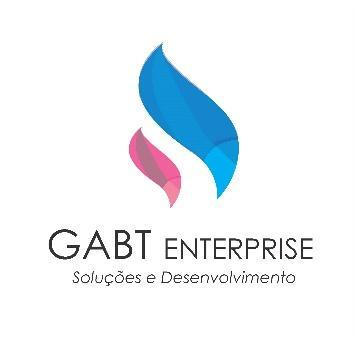 GABT ENTERPRISE
Soluções e Desenvolvimento